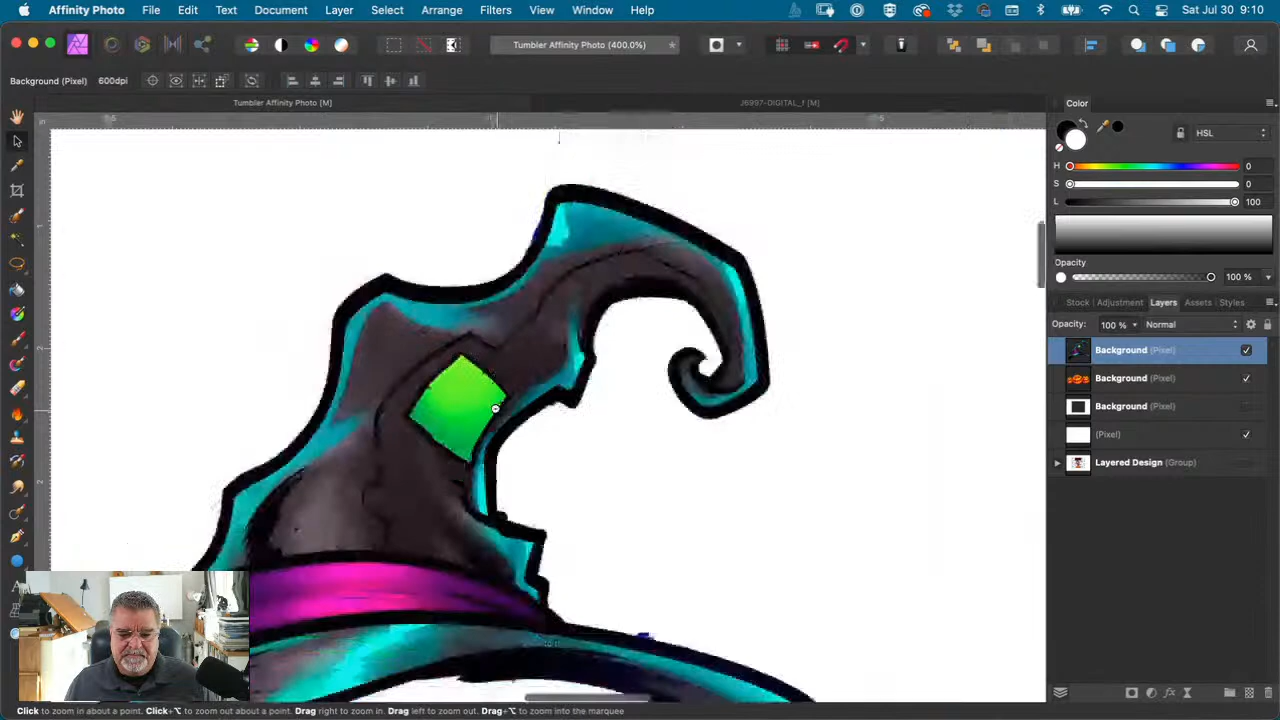 Affinity Photo File Edit Text Document Layer Select Arrange Filters View Window Help Sat Jul 30 9:10
Tumbler Affinity Photo (400.0%)
Background (Pixel) 600dpi
Tumbler Affinity Photo [M] J6997-DIGITAL_f [M]
Color
HSL
H 0
S 0
L 100
Opacity
100 %
Stock Adjustment Layers Assets Styles
Opacity: 100 % Normal
Background (Pixel)
Background (Pixel)
Background (Pixel)
(Pixel)
Layered Design (Group)
Click to zoom in about a point. Click+⌥ to zoom out about a point. Drag right to zoom in. Drag left to zoom out. Drag+⌥ to zoom into the marquee